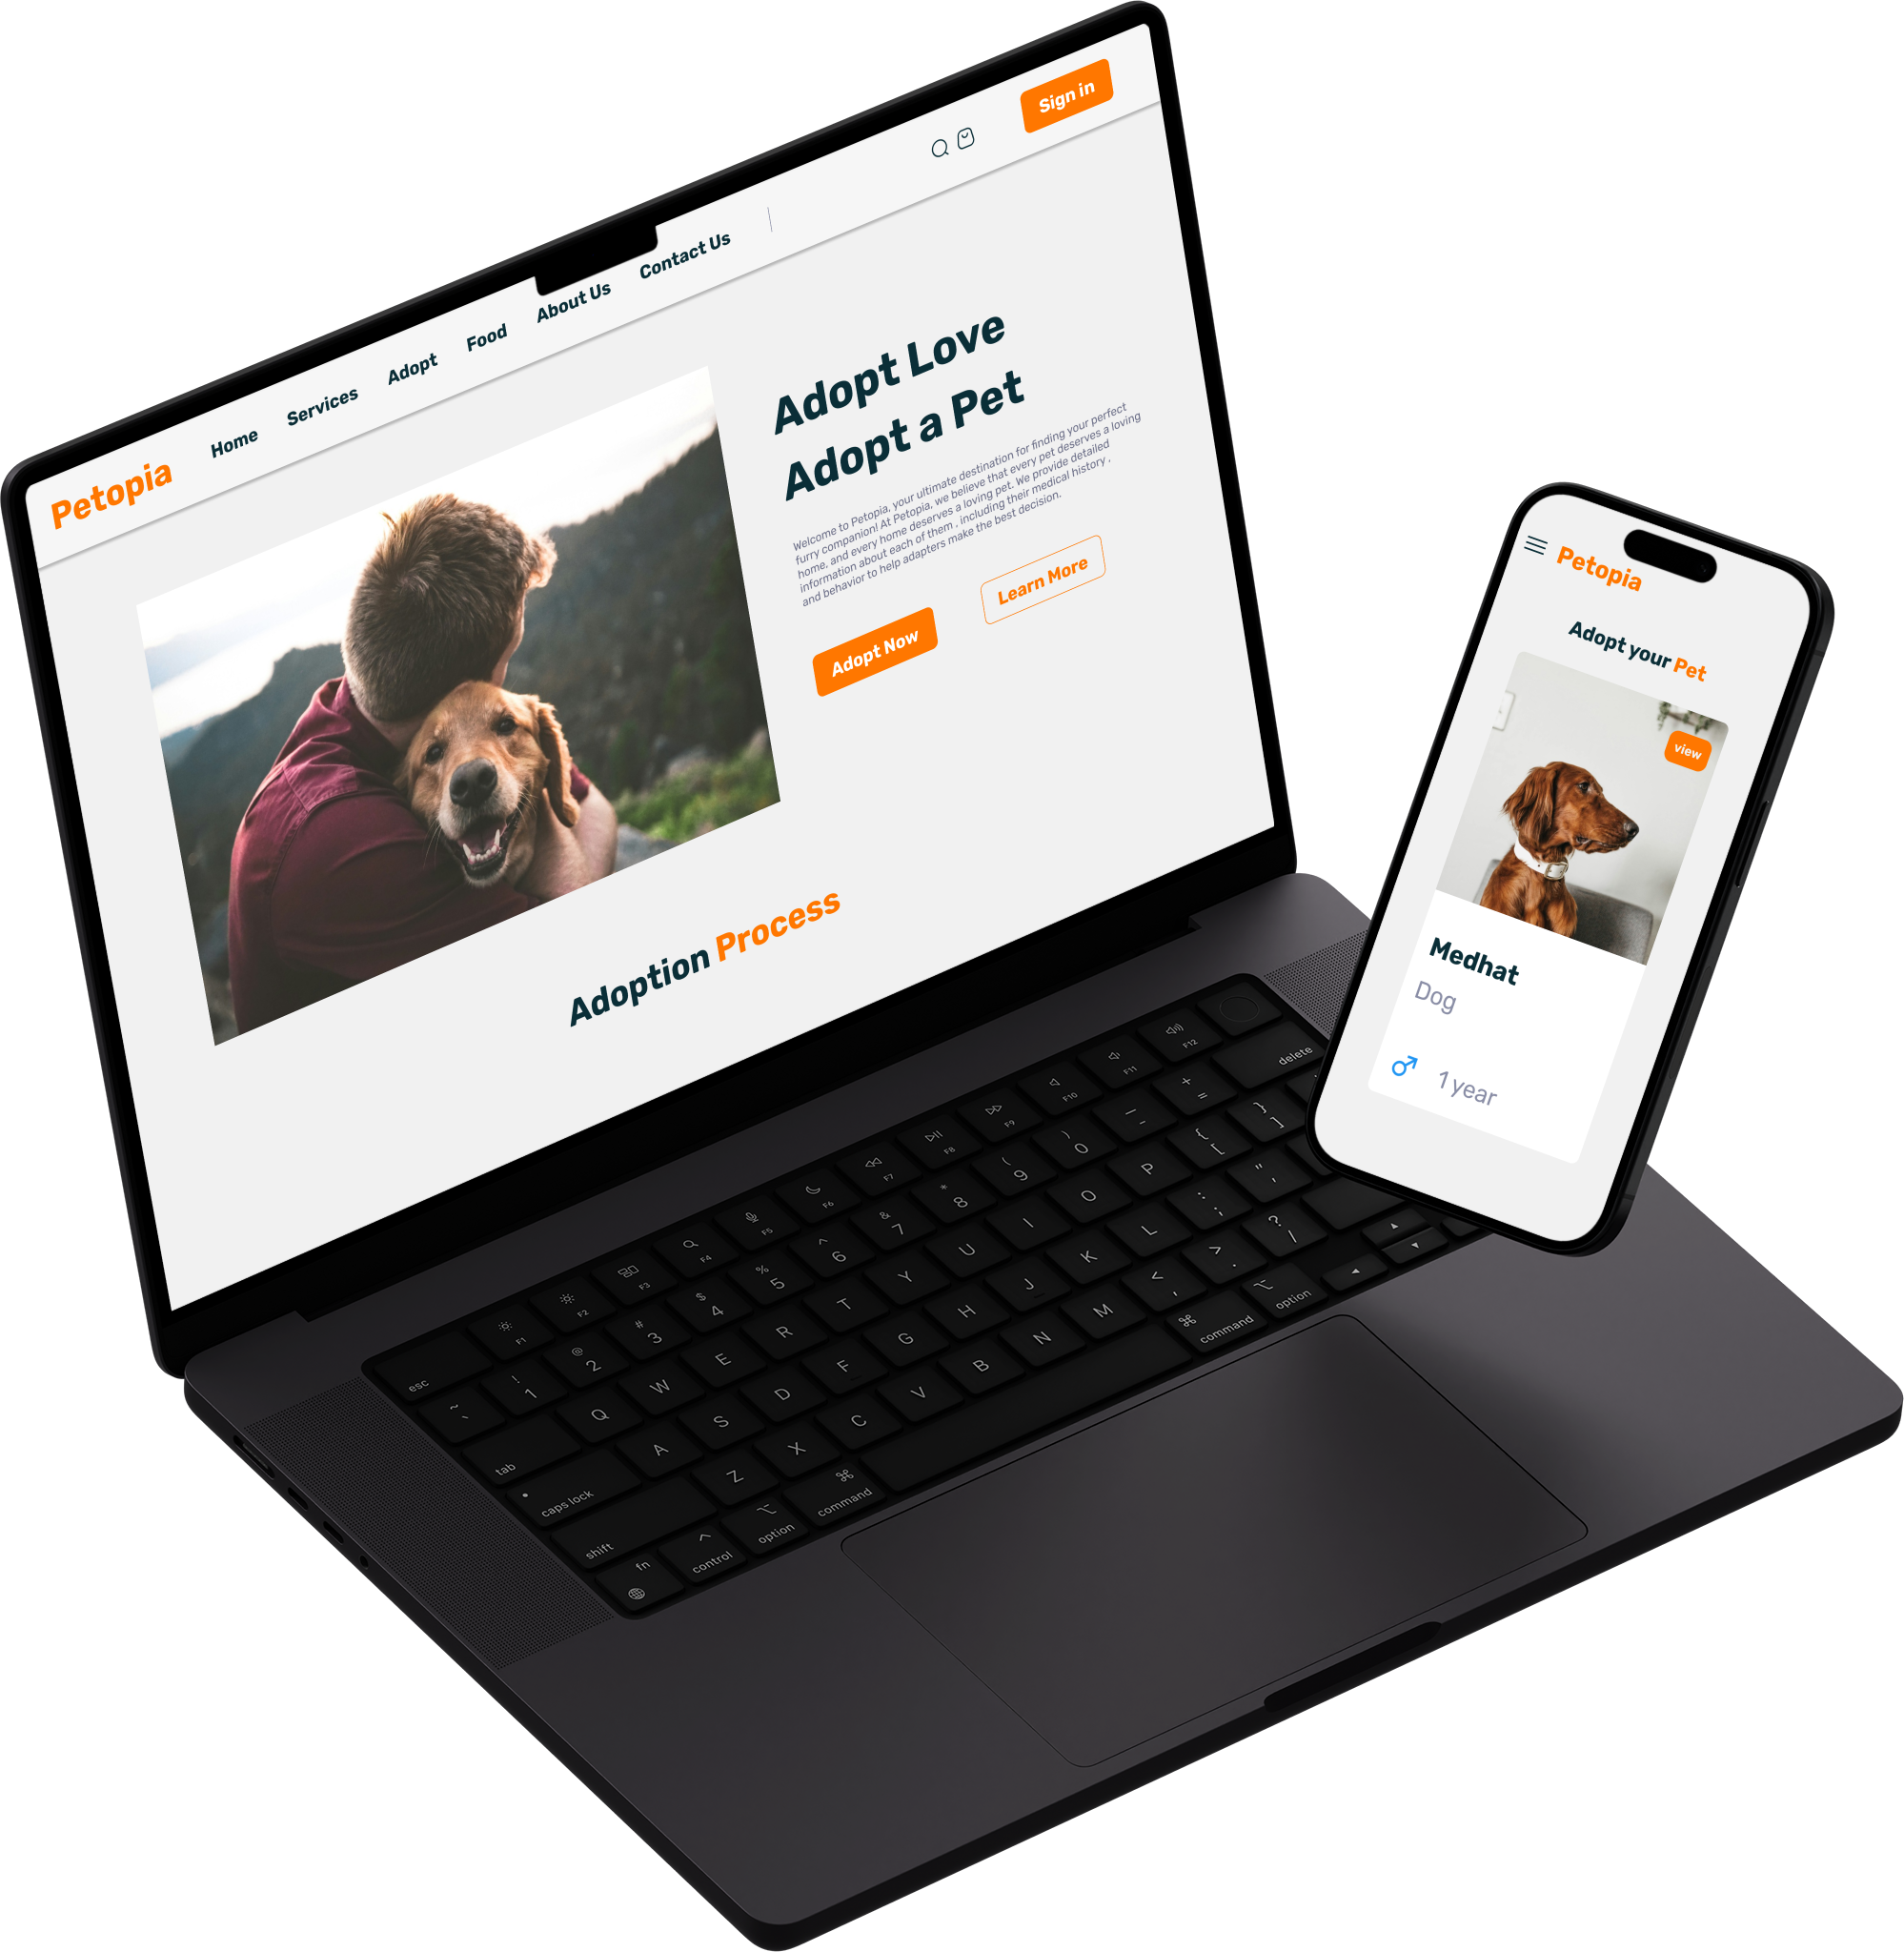 Petopia
Home
Services
Adopt
Food
About Us
Contact Us
Sign in
Adopt Love
Adopt a Pet
Welcome to Petopia, your ultimate destination for finding your perfect
furry companion! At Petopia, we believe that every pet deserves a loving
home, and every home deserves a loving pet. We provide detailed
information about each of them , including their medical history ,
and behavior to help adapters make the best decision.
Adopt Now
Learn More
Adoption Process
Petopia
Adopt your Pet
view
Medhat
Dog
1 year
esc F1 F2 F3 F4 F5 F6 F7 F8 F9 F10 F11 F12
~ ! @ # $ % ^ & * ( ) — +
` 1 2 3 4 5 6 7 8 9 0 - = delete
tab Q W E R T Y U I O P { [ } ]
caps lock A S D F G H J K L : ; " '
shift Z X C V B N M < , > . ? /
fn control option command command option